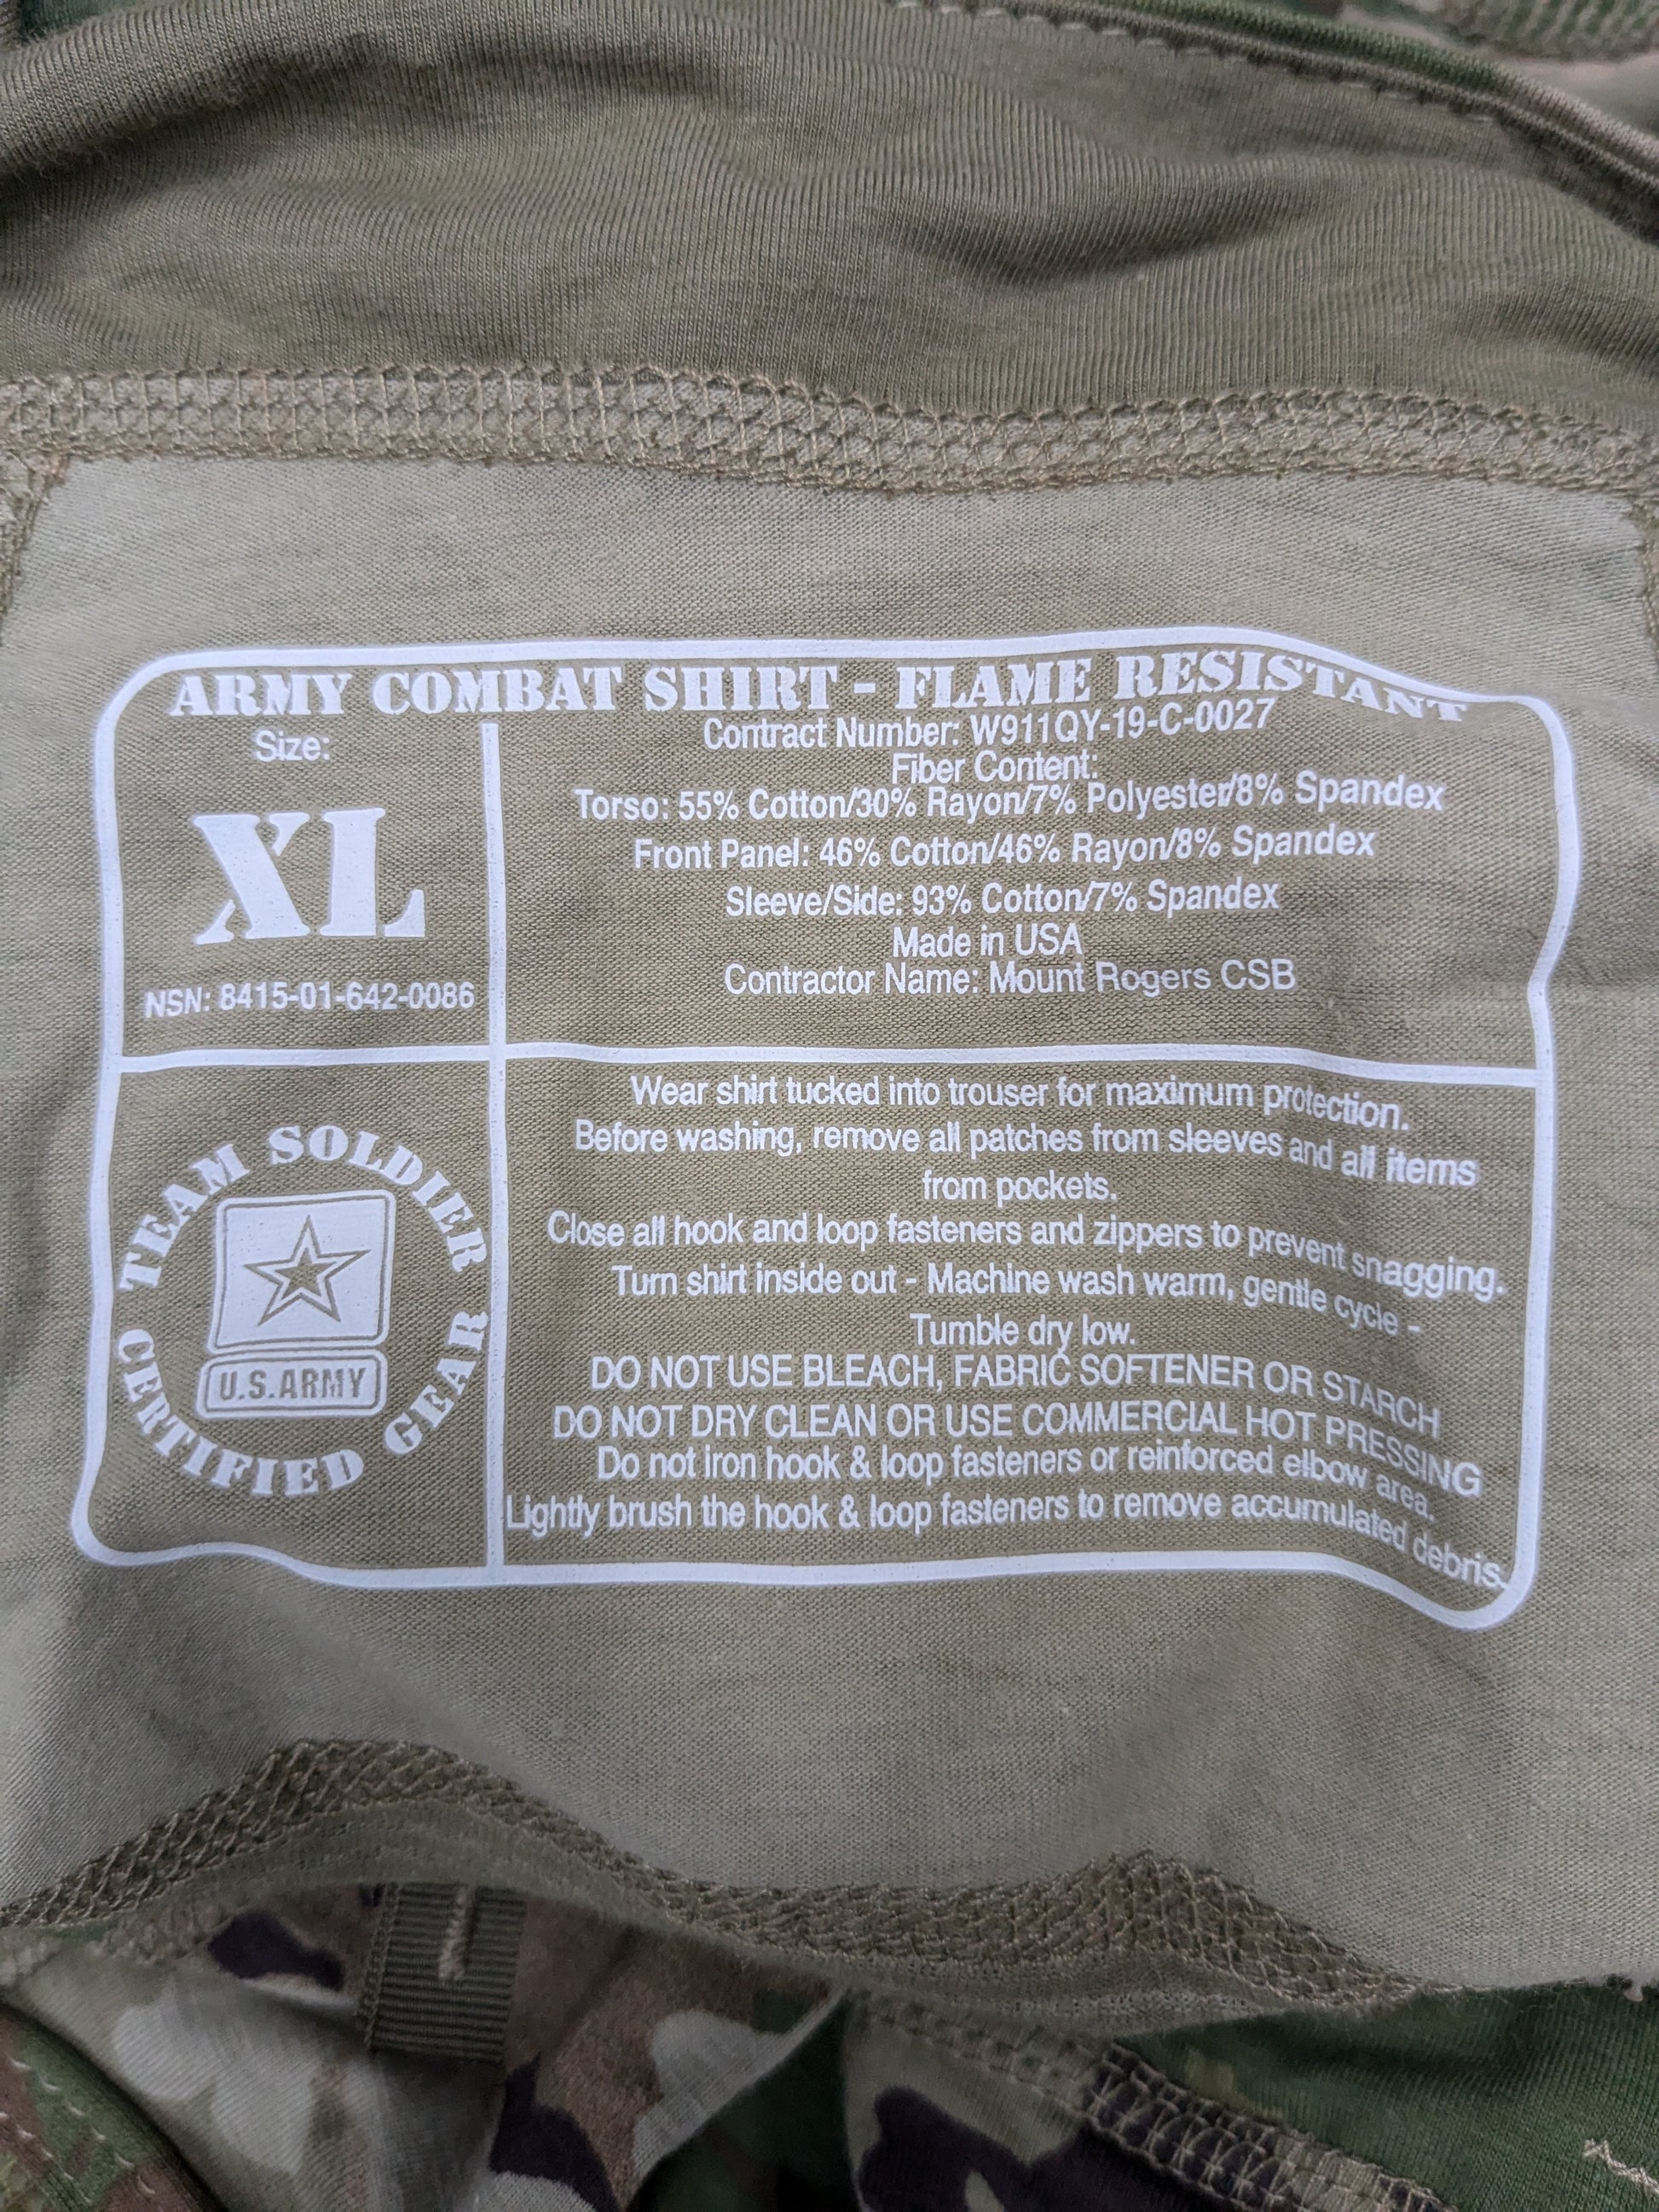 ARMY COMBAT SHIRT - FLAME RESISTANT
Size:
XL
NSN: 8415-01-642-0086
Contract Number: W911QY-19-C-0027
Fiber Content:
Torso: 55% Cotton/30% Rayon/7% Polyester/8% Spandex
Front Panel: 46% Cotton/46% Rayon/8% Spandex
Sleeve/Side: 93% Cotton/7% Spandex
Made in USA
Contractor Name: Mount Rogers CSB
TEAM SOLDIER
U.S.ARMY
CERTIFIED GEAR
Wear shirt tucked into trouser for maximum protection.
Before washing, remove all patches from sleeves and all items
from pockets.
Close all hook and loop fasteners and zippers to prevent snagging.
Turn shirt inside out - Machine wash warm, gentle cycle -
Tumble dry low.
DO NOT USE BLEACH, FABRIC SOFTENER OR STARCH
DO NOT DRY CLEAN OR USE COMMERCIAL HOT PRESSING
Do not iron hook & loop fasteners or reinforced elbow area.
Lightly brush the hook & loop fasteners to remove accumulated debris.